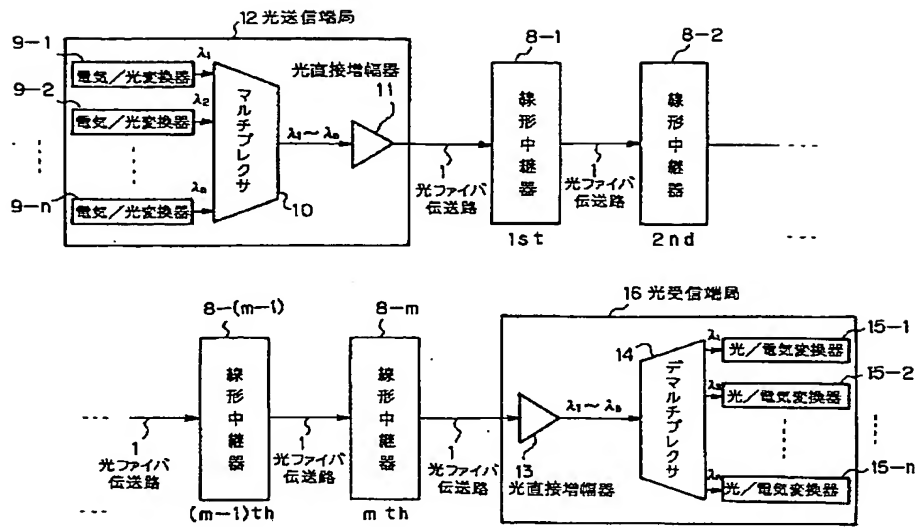 12 光送信端局
9-1
電気/光変換器
λ1
9-2
電気/光変換器
λ2
9-n
電気/光変換器
λn
マルチプレクサ
10
λ1~λn
光直接増幅器
11
1
光ファイバ
伝送路
8-1
線形中継器
1st
1
光ファイバ
伝送路
8-2
線形中継器
2nd
1
光ファイバ
伝送路
8-(m-1)
線形中継器
(m-1)th
1
光ファイバ
伝送路
8-m
線形中継器
mth
1
光ファイバ
伝送路
16 光受信端局
13
光直接増幅器
λ1~λn
14
デマルチプレクサ
λ1
光/電気変換器
15-1
光/電気変換器
15-2
光/電気変換器
15-n